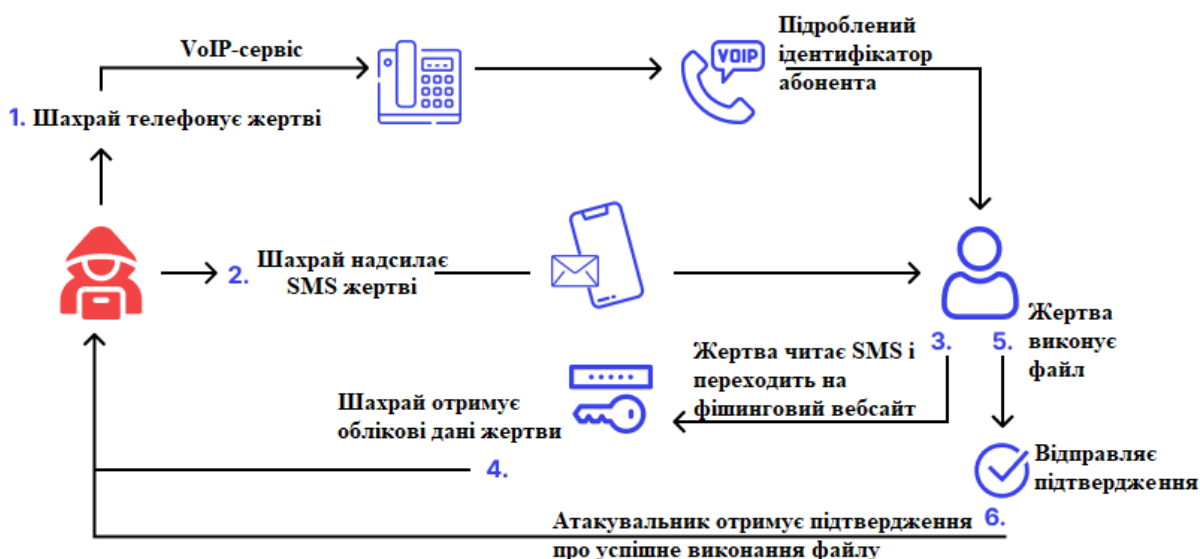 VoIP-сервіс
VOIP
Підроблений
ідентифікатор
абонента
1. Шахрай телефонує жертві
2. Шахрай надсилає
SMS жертві
3.
Жертва читає SMS і
переходить на
фішинговий вебсайт
5.
Жертва
виконує
файл
Шахрай отримує
облікові дані жертви
4.
Відправляє
підтвердження
6.
Атакувальник отримує підтвердження
про успішне виконання файлу